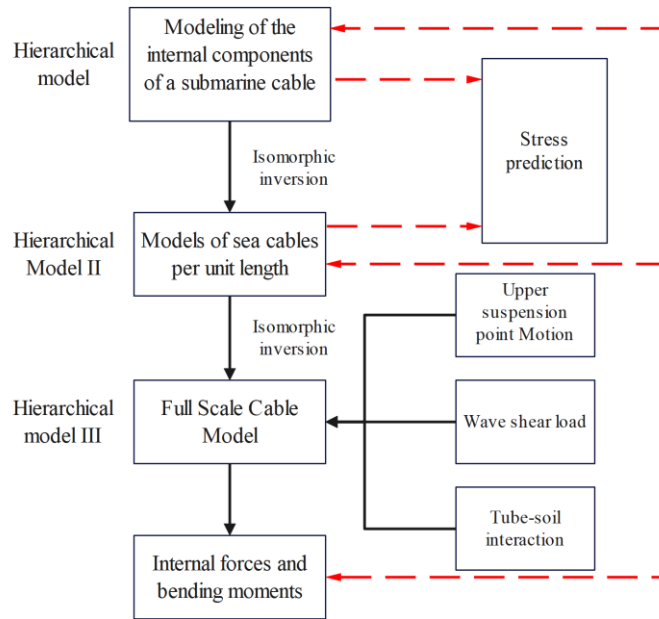 Hierarchical
model
Modeling of the
internal components
of a submarine cable
Stress
prediction
Isomorphic
inversion
Hierarchical
Model II
Models of sea cables
per unit length
Upper
suspension
point Motion
Isomorphic
inversion
Hierarchical
model III
Full Scale Cable
Model
Wave shear load
Tube-soil
interaction
Internal forces and
bending moments